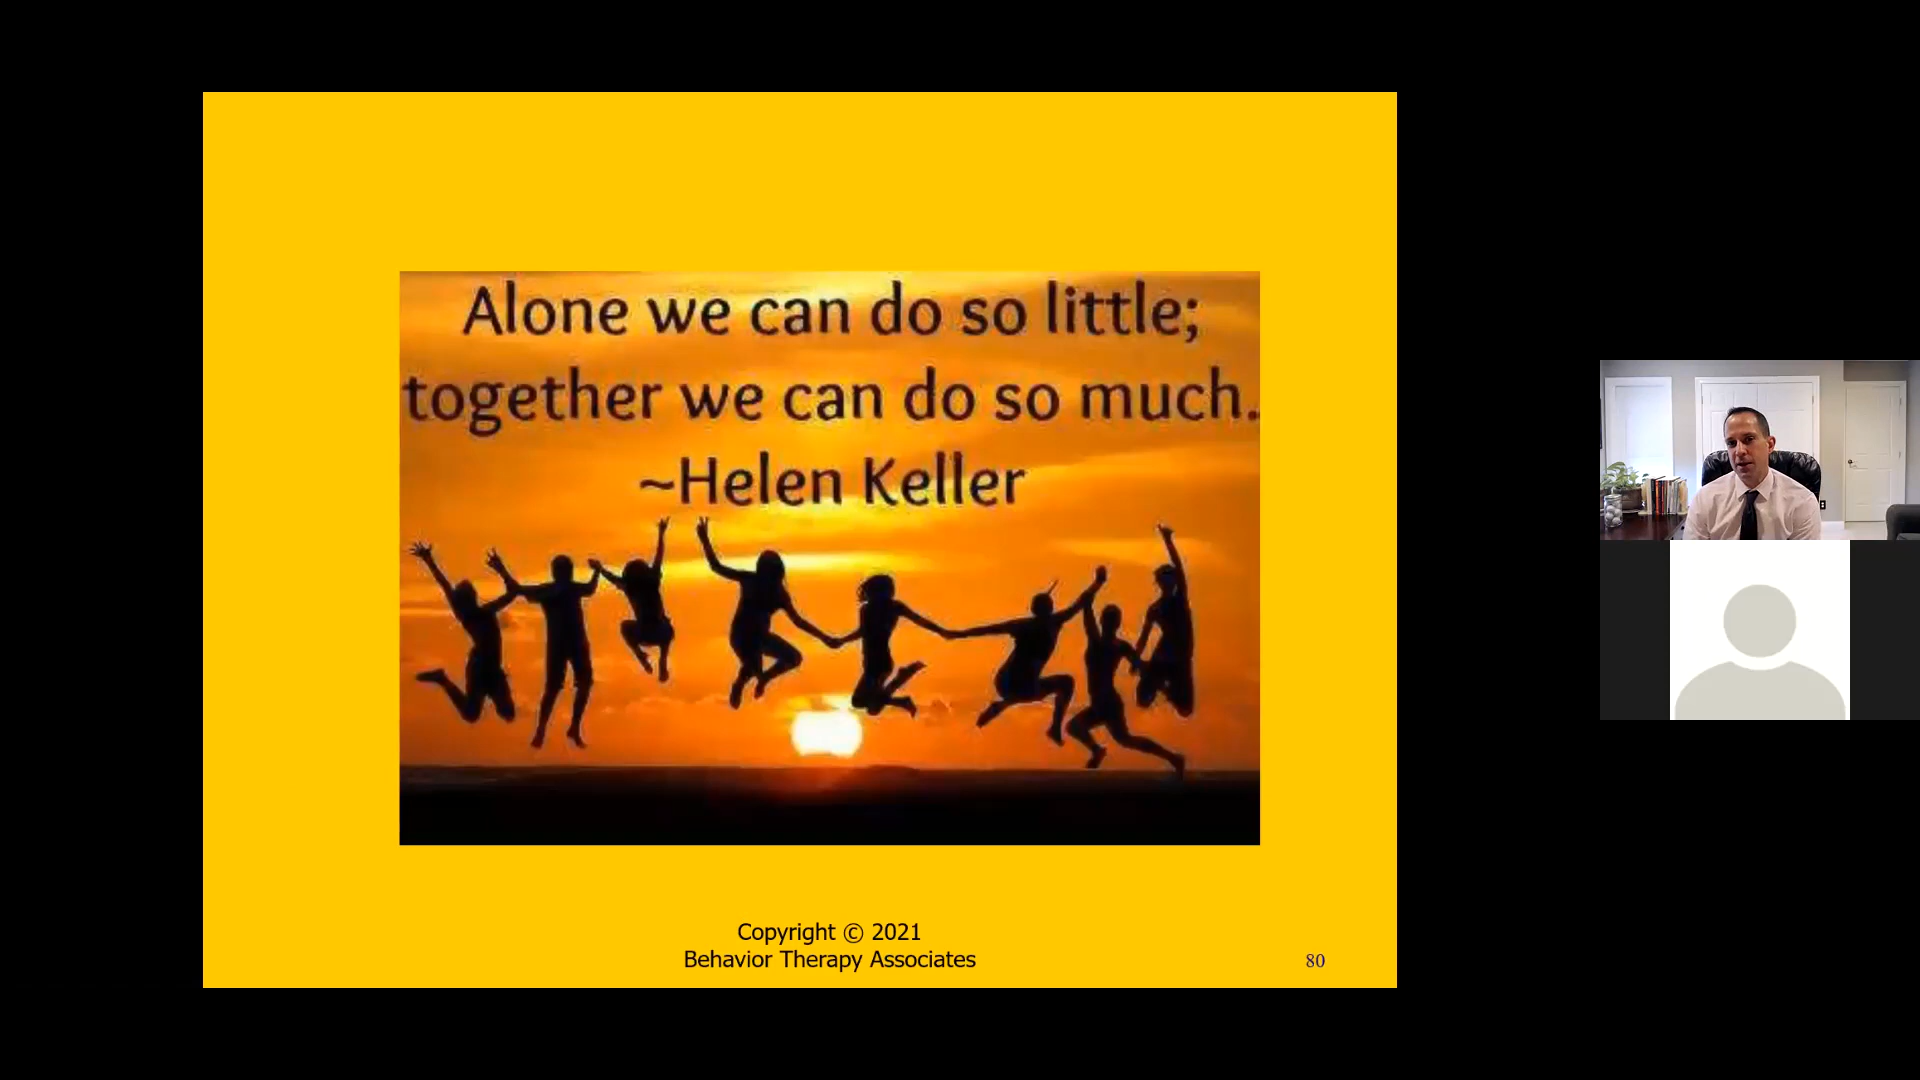 Alone we can do so little;
together we can do so much.
~Helen Keller
Copyright © 2021
Behavior Therapy Associates
80